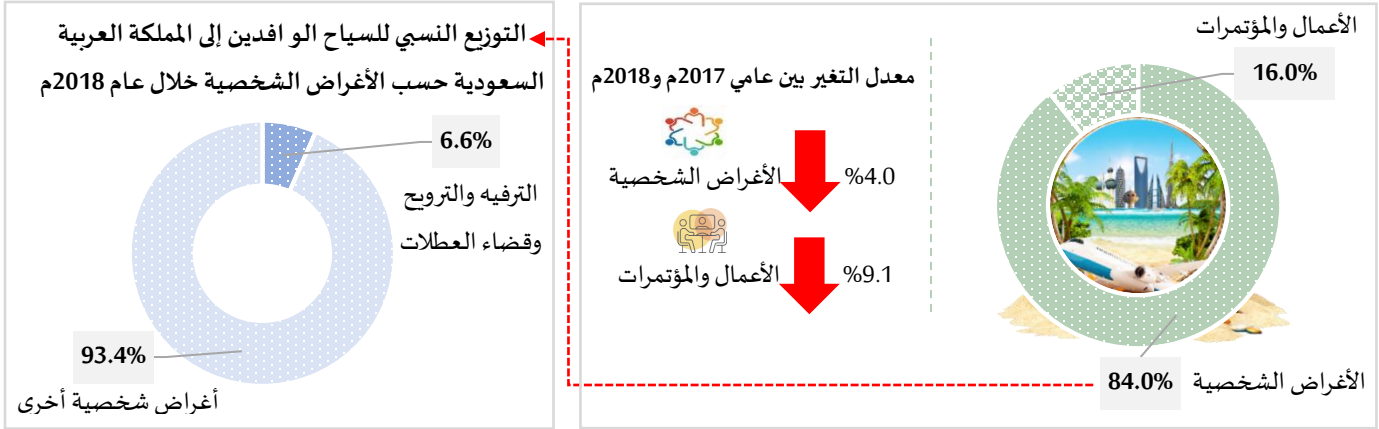 الأعمال والمؤتمرات
16.0%
معدل التغير بين عامي 2017م و2018م
%4.0 الأغراض الشخصية
%9.1 الأعمال والمؤتمرات
84.0% الأغراض الشخصية
التوزيع النسبي للسياح الوافدين إلى المملكة العربية
السعودية حسب الأغراض الشخصية خلال عام 2018م
6.6%
الترفيه والترويح
وقضاء العطلات
93.4%
أغراض شخصية أخرى